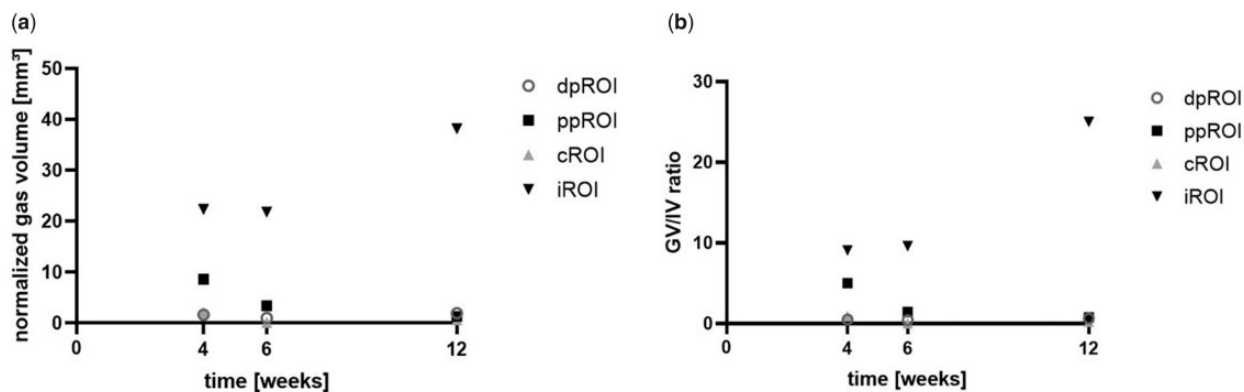 (a)
normalized gas volume [mm³]
50
40
30
20
10
0
0
4
6
12
time [weeks]
dpROI
ppROI
cROI
iROI
(b)
GV/IV ratio
30
20
10
0
0
4
6
12
time [weeks]
dpROI
ppROI
cROI
iROI